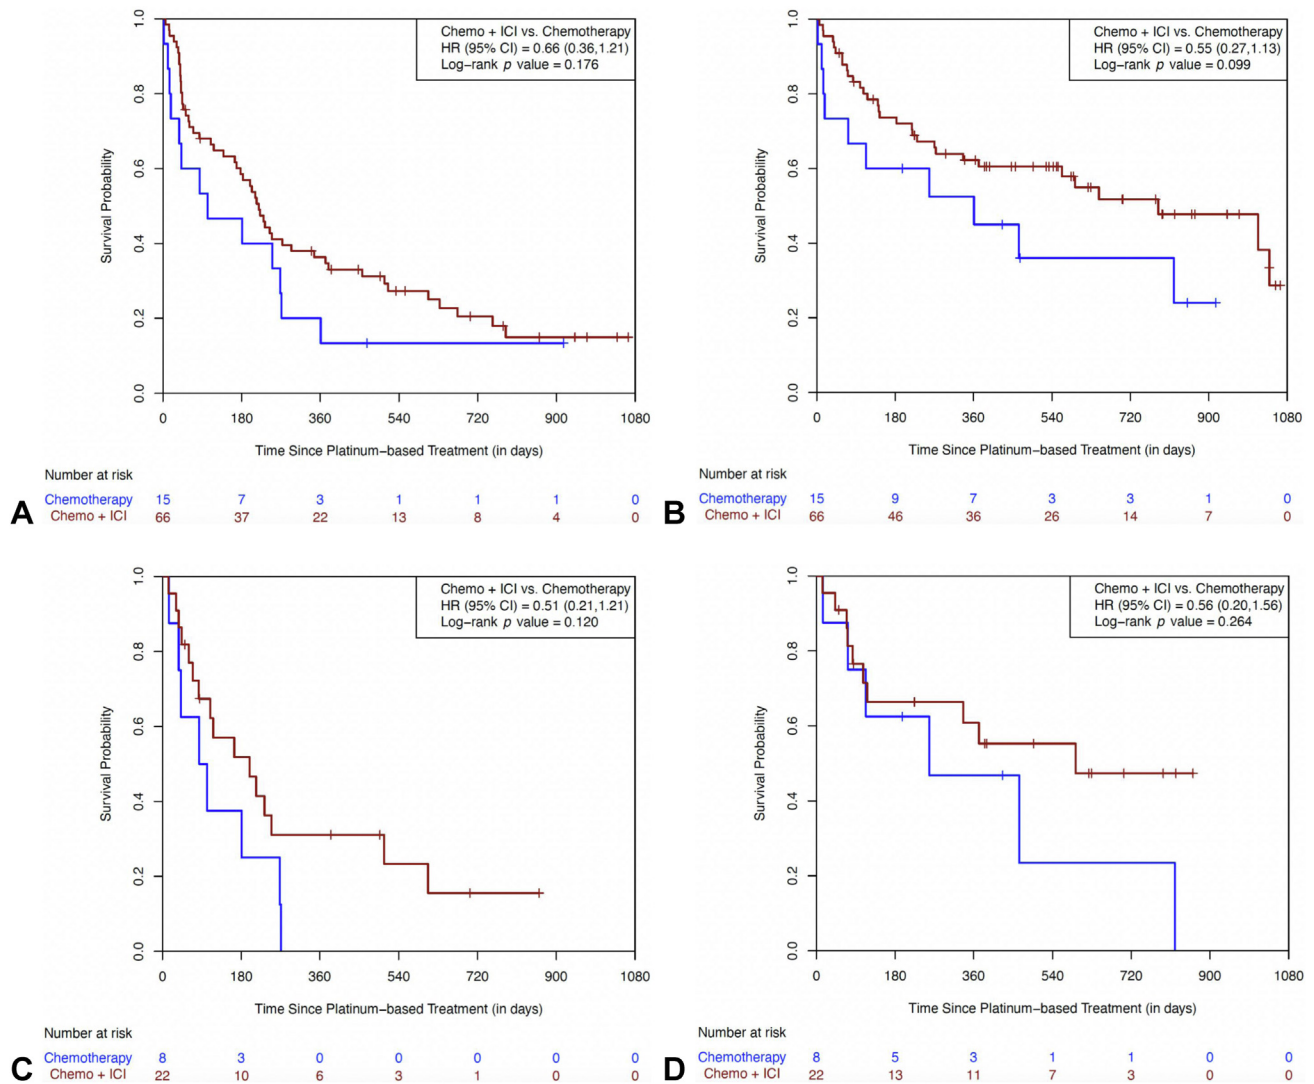 Chemo + ICI vs. Chemotherapy
HR (95% CI) = 0.66 (0.36,1.21)
Log−rank p value = 0.176
Survival Probability
0.0 0.2 0.4 0.6 0.8 1.0
0 180 360 540 720 900 1080
Time Since Platinum−based Treatment (in days)
Number at risk
Chemotherapy 15 7 3 1 1 1 0
Chemo + ICI 66 37 22 13 8 4 0
A
Chemo + ICI vs. Chemotherapy
HR (95% CI) = 0.55 (0.27,1.13)
Log−rank p value = 0.099
Survival Probability
0.0 0.2 0.4 0.6 0.8 1.0
0 180 360 540 720 900 1080
Time Since Platinum−based Treatment (in days)
Number at risk
Chemotherapy 15 9 7 3 3 1 0
Chemo + ICI 66 46 36 26 14 7 0
B
Chemo + ICI vs. Chemotherapy
HR (95% CI) = 0.51 (0.21,1.21)
Log−rank p value = 0.120
Survival Probability
0.0 0.2 0.4 0.6 0.8 1.0
0 180 360 540 720 900 1080
Time Since Platinum−based Treatment (in days)
Number at risk
Chemotherapy 8 3 0 0 0 0 0
Chemo + ICI 22 10 6 3 1 0 0
C
Chemo + ICI vs. Chemotherapy
HR (95% CI) = 0.56 (0.20,1.56)
Log−rank p value = 0.264
Survival Probability
0.0 0.2 0.4 0.6 0.8 1.0
0 180 360 540 720 900 1080
Time Since Platinum−based Treatment (in days)
Number at risk
Chemotherapy 8 5 3 1 1 0 0
Chemo + ICI 22 13 11 7 3 0 0
D